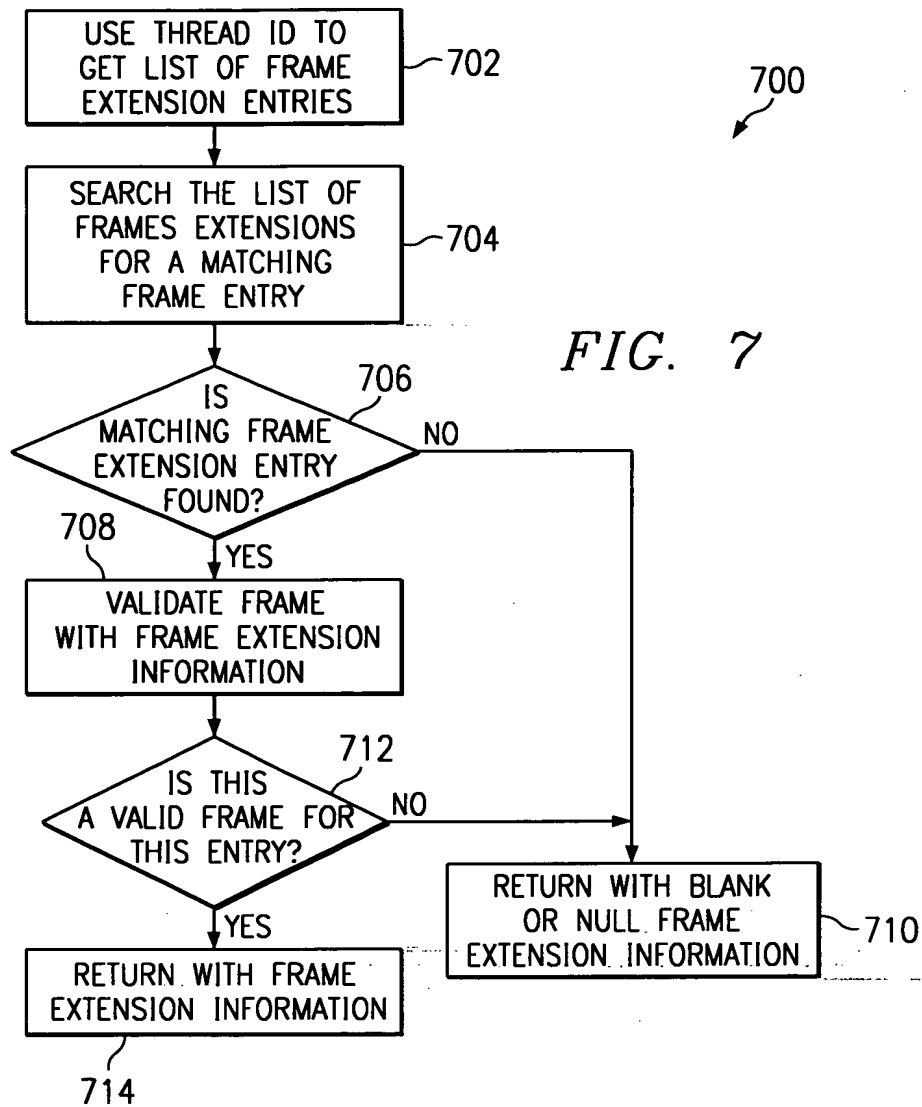 USE THREAD ID TO
GET LIST OF FRAME
EXTENSION ENTRIES
702
700
SEARCH THE LIST OF
FRAMES EXTENSIONS
FOR A MATCHING
FRAME ENTRY
704
FIG. 7
706
IS
MATCHING FRAME
EXTENSION ENTRY
FOUND?
NO
708
YES
VALIDATE FRAME
WITH FRAME EXTENSION
INFORMATION
712
IS THIS
A VALID FRAME FOR
THIS ENTRY?
NO
YES
RETURN WITH BLANK
OR NULL FRAME
EXTENSION INFORMATION
710
RETURN WITH FRAME
EXTENSION INFORMATION
714